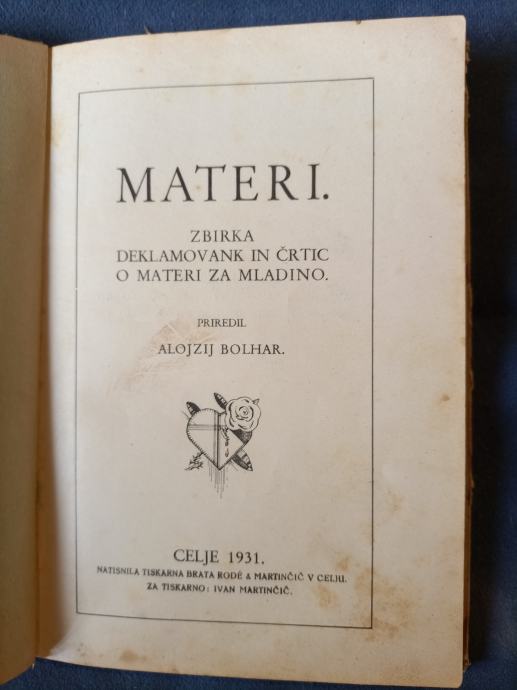 MATERI.
ZBIRKA
DEKLAMOVANK IN ČRTIC
O MATERI ZA MLADINO.
PRIREDIL
ALOJZIJ BOLHAR.
CELJE 1931.
NATISNILA TISKARNA BRATA RODÉ & MARTINČIČ V CELJU.
ZA TISKARNO: IVAN MARTINČIČ.